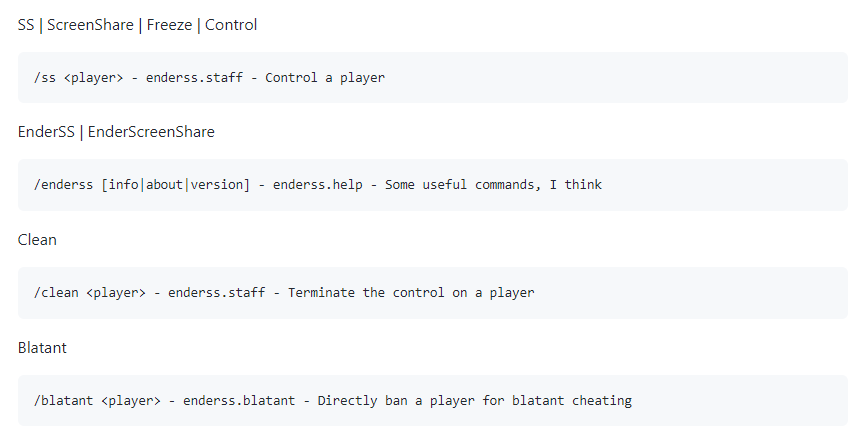 SS | ScreenShare | Freeze | Control
/ss <player> - enderss.staff - Control a player
EnderSS | EnderScreenShare
/enderss [info|about|version] - enderss.help - Some useful commands, I think
Clean
/clean <player> - enderss.staff - Terminate the control on a player
Blatant
/blatant <player> - enderss.blatant - Directly ban a player for blatant cheating